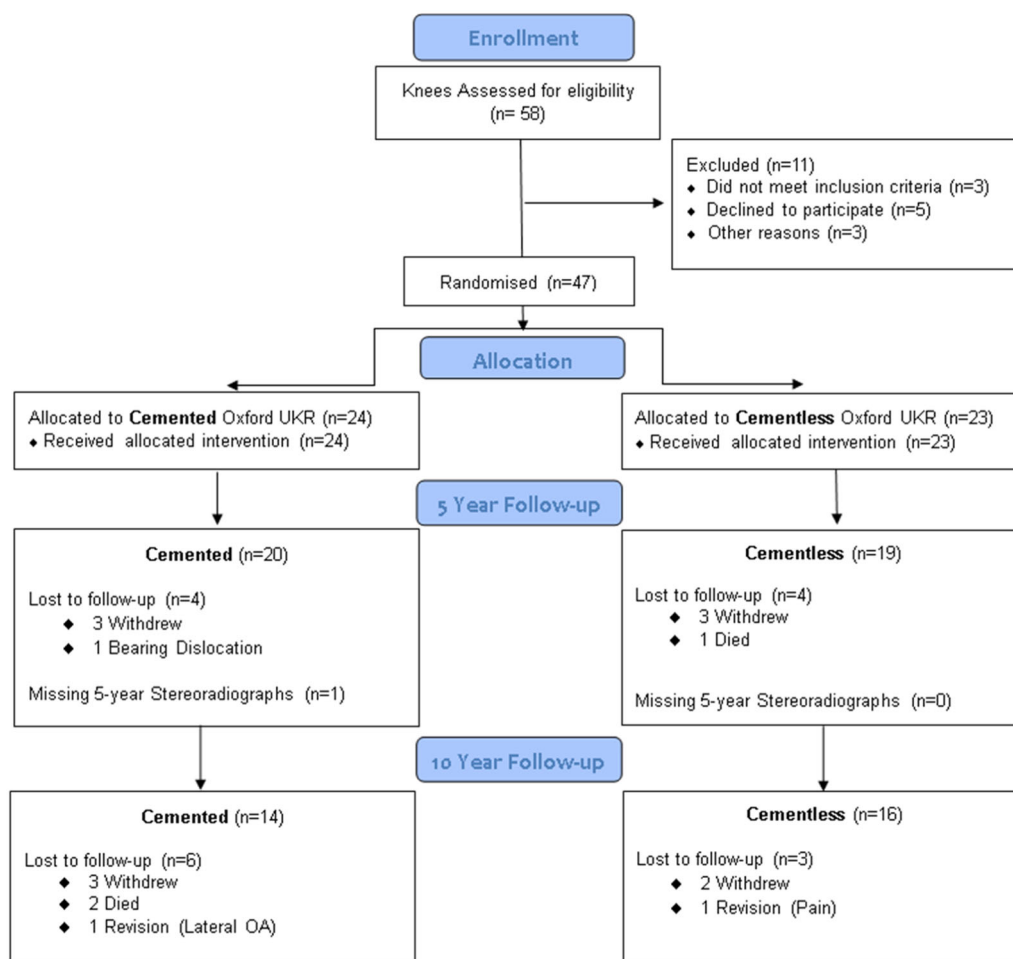 Enrollment
Knees Assessed for eligibility
(n= 58)
Excluded (n=11)
◆ Did not meet inclusion criteria (n=3)
◆ Declined to participate (n=5)
◆ Other reasons (n=3)
Randomised (n=47)
Allocation
Allocated to Cemented Oxford UKR (n=24)
◆ Received allocated intervention (n=24)
Allocated to Cementless Oxford UKR (n=23)
◆ Received allocated intervention (n=23)
5 Year Follow-up
Cemented (n=20)
Lost to follow-up (n=4)
◆ 3 Withdrew
◆ 1 Bearing Dislocation
Missing 5-year Stereoradiographs (n=1)
Cementless (n=19)
Lost to follow-up (n=4)
◆ 3 Withdrew
◆ 1 Died
Missing 5-year Stereoradiographs (n=0)
10 Year Follow-up
Cemented (n=14)
Lost to follow-up (n=6)
◆ 3 Withdrew
◆ 2 Died
◆ 1 Revision (Lateral OA)
Cementless (n=16)
Lost to follow-up (n=3)
◆ 2 Withdrew
◆ 1 Revision (Pain)